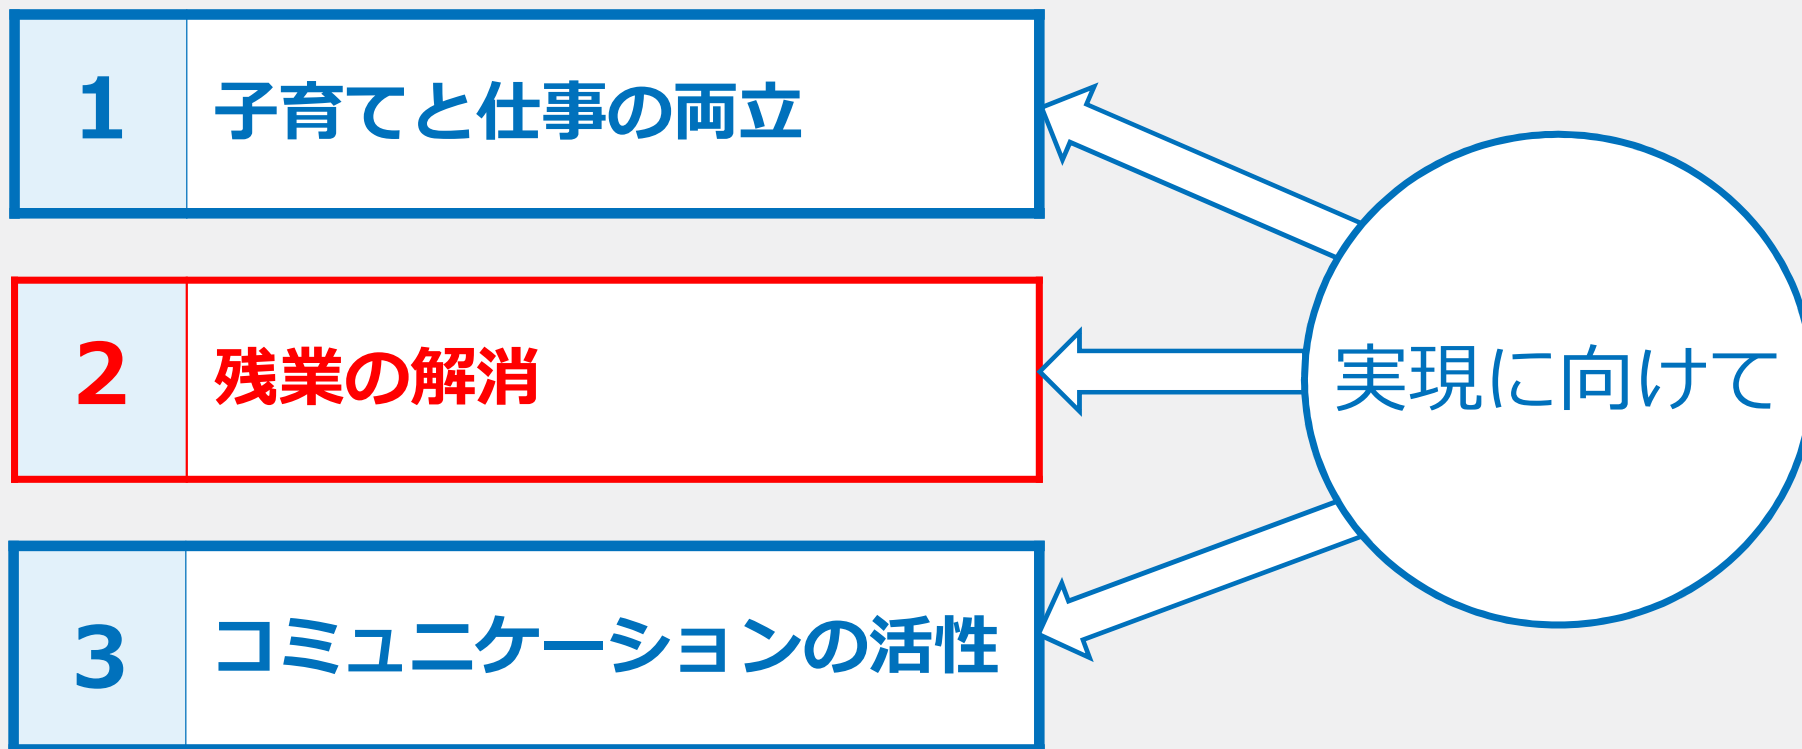 1 子育てと仕事の両立
2 残業の解消
実現に向けて
3 コミュニケーションの活性